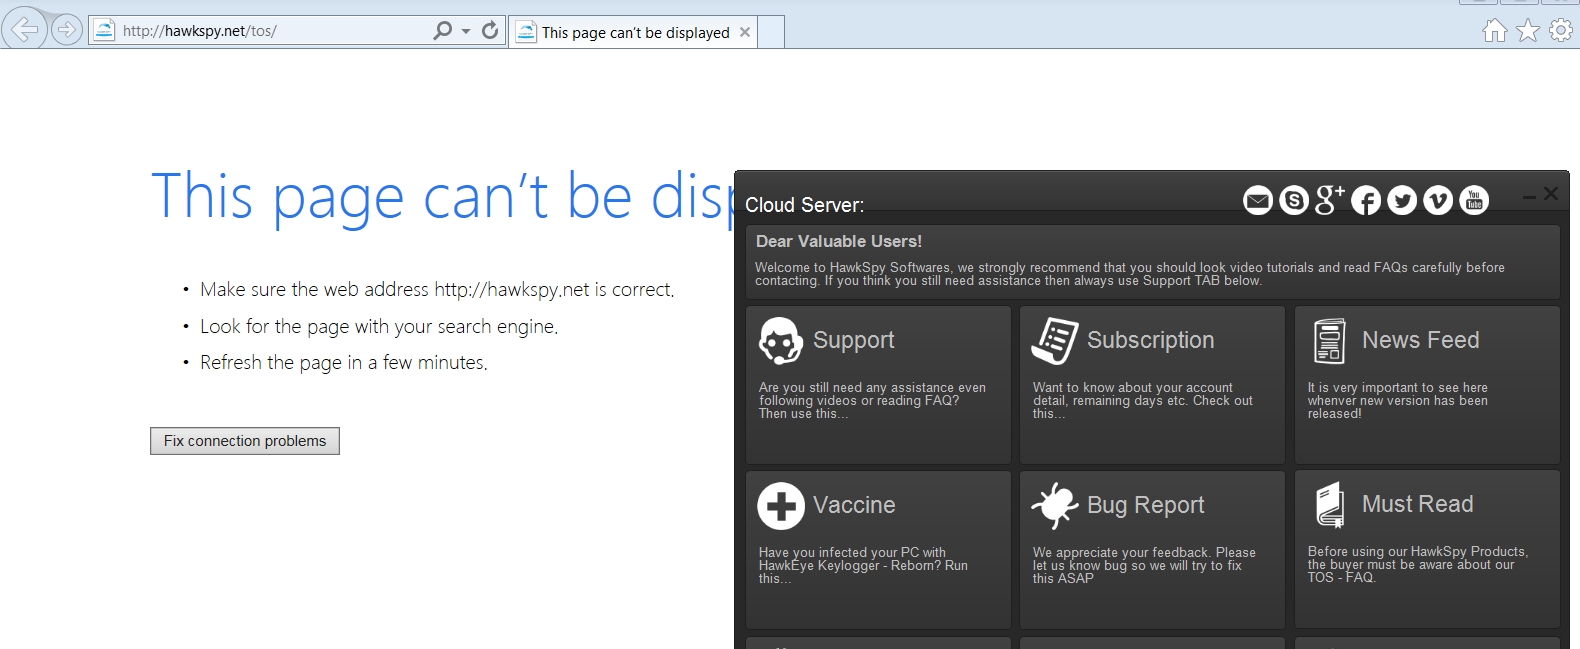 http://hawkspy.net/tos/
This page can't be displayed
This page can't be disp
• Make sure the web address http://hawkspy.net is correct.
• Look for the page with your search engine.
• Refresh the page in a few minutes.
Fix connection problems
Cloud Server:
S g+ f v You Tube
Dear Valuable Users!
Welcome to HawkSpy Softwares, we strongly recommend that you should look video tutorials and read FAQs carefully before
contacting. If you think you still need assistance then always use Support TAB below.
Support
Are you still need any assistance even
following videos or reading FAQ?
Then use this...
Subscription
Want to know about your account
detail, remaining days etc. Check out
this...
News Feed
It is very important to see here
whenver new version has been
released!
Vaccine
Have you infected your PC with
HawkEye Keylogger - Reborn? Run
this...
Bug Report
We appreciate your feedback. Please
let us know bug so we will try to fix
this ASAP
Must Read
Before using our HawkSpy Products,
the buyer must be aware about our
TOS - FAQ.